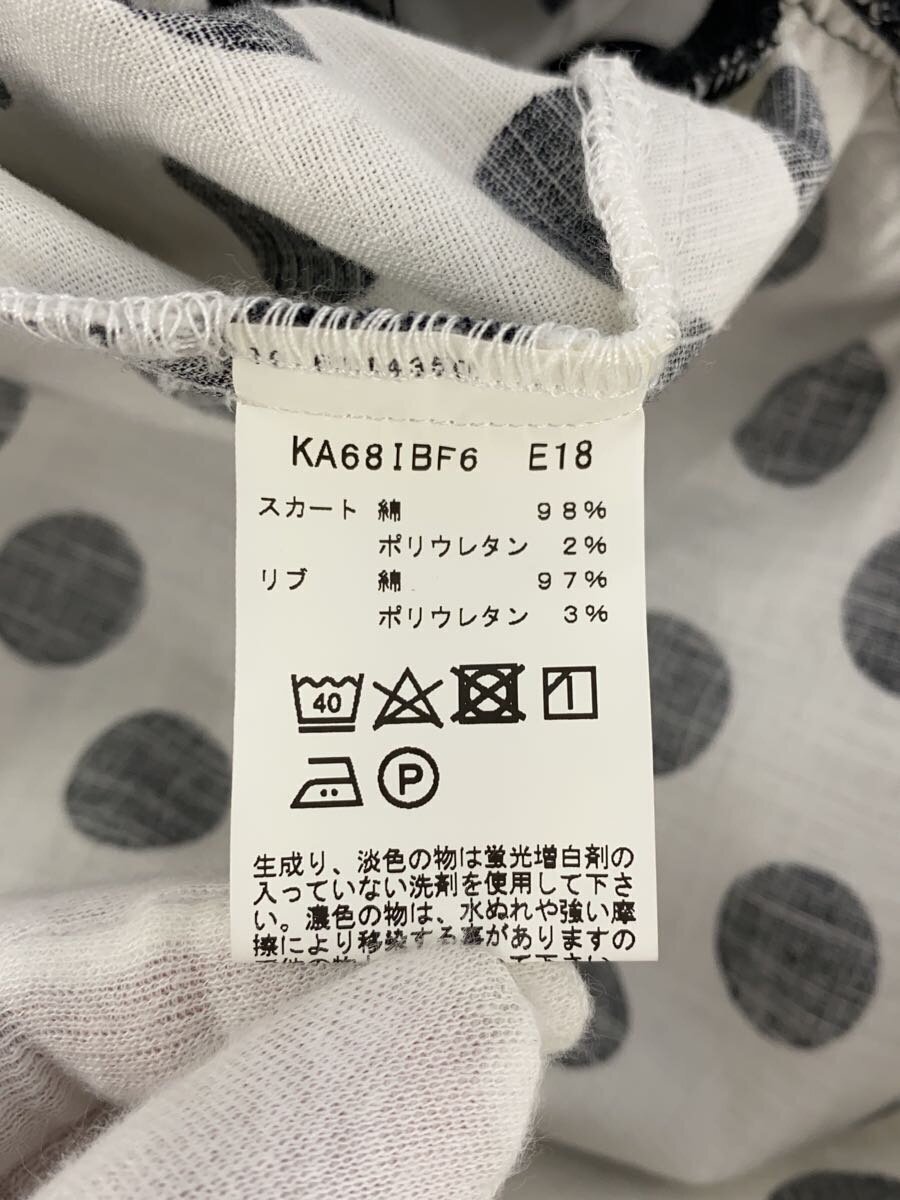 KA68IBF6 E18
スカート 綿 98%
ポリウレタン 2%
リブ 綿 97%
ポリウレタン 3%
40
P
生成り、淡色の物は蛍光増白剤の
入っていない洗剤を使用して下さ
い。濃色の物は、水ぬれや強い摩
擦により移染する事がありますの
て下さい。